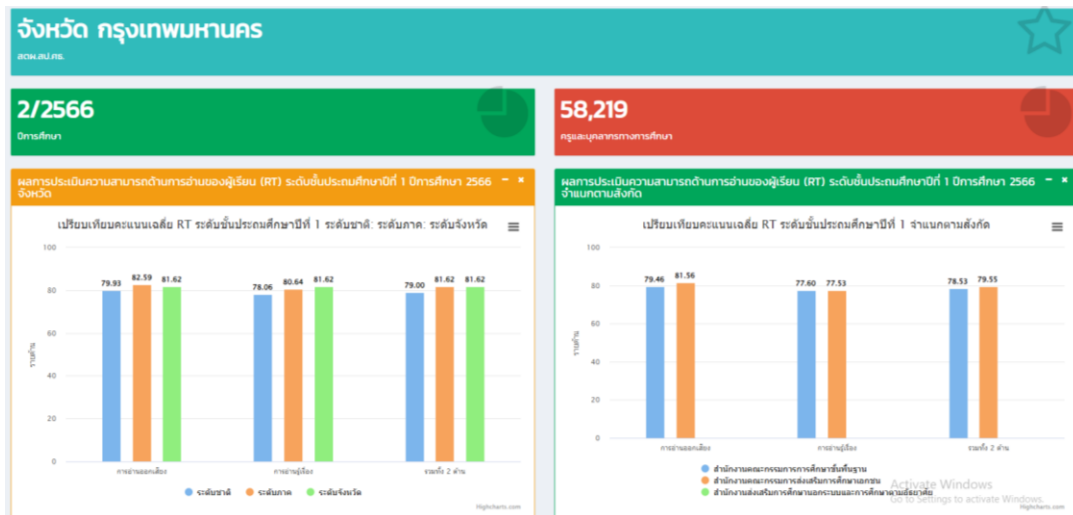 จังหวัด กรุงเทพมหานคร
สตผ.สป.ศธ.
2/2566
ปีการศึกษา
58,219
ครูและบุคลากรทางการศึกษา
ผลการประเมินความสามารถด้านการอ่านของผู้เรียน (RT) ระดับชั้นประถมศึกษาปีที่ 1 ปีการศึกษา 2566
จังหวัด
เปรียบเทียบคะแนนเฉลี่ย RT ระดับชั้นประถมศึกษาปีที่ 1 ระดับชาติ: ระดับภาค: ระดับจังหวัด
100
80
60
40
20
0
รายด้าน
79.93 82.59 81.62
78.06 80.64 81.62
79.00 81.62 81.62
การอ่านออกเสียง การอ่านรู้เรื่อง รวมทั้ง 2 ด้าน
ระดับชาติ ระดับภาค ระดับจังหวัด
Highcharts.com
ผลการประเมินความสามารถด้านการอ่านของผู้เรียน (RT) ระดับชั้นประถมศึกษาปีที่ 1 ปีการศึกษา 2566
จำแนกตามสังกัด
เปรียบเทียบคะแนนเฉลี่ย RT ระดับชั้นประถมศึกษาปีที่ 1 จำแนกตามสังกัด
100
80
60
40
20
0
รายด้าน
79.46 81.56
77.60 77.53
78.53 79.55
การอ่านออกเสียง การอ่านรู้เรื่อง รวมทั้ง 2 ด้าน
สำนักงานคณะกรรมการการศึกษาขั้นพื้นฐาน
สำนักงานคณะกรรมการส่งเสริมการศึกษาเอกชน
สำนักงานส่งเสริมการศึกษานอกระบบและการศึกษาตามอัธยาศัย
Activate Windows
Go to Settings to activate Windows.
Highcharts.com